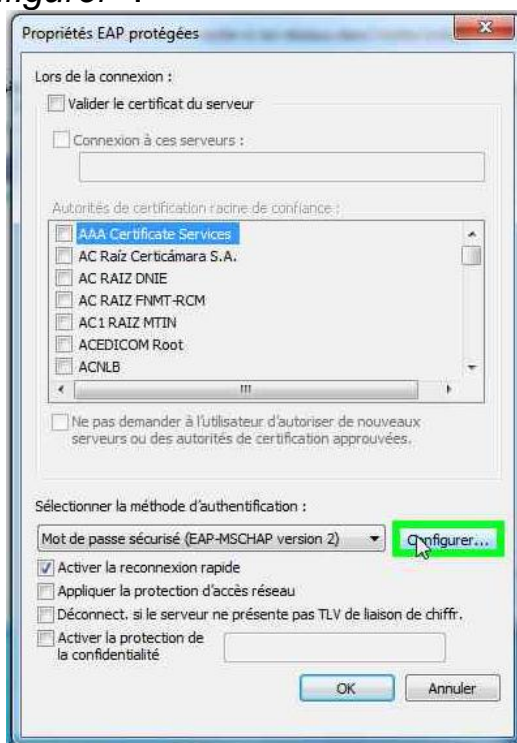 figurer" :
Propriétés EAP protégées
Lors de la connexion :
Valider le certificat du serveur
Connexion à ces serveurs :
Autorités de certification racine de confiance :
AAA Certificate Services
AC Raíz Certicámara S.A.
AC RAIZ DNIE
AC RAIZ FNMT-RCM
AC1 RAIZ MTIN
ACEDICOM Root
ACNLB
Ne pas demander à l'utilisateur d'autoriser de nouveaux
serveurs ou des autorités de certification approuvées.
Sélectionner la méthode d'authentification :
Mot de passe sécurisé (EAP-MSCHAP version 2)
Configurer...
Activer la reconnexion rapide
Appliquer la protection d'accès réseau
Déconnect. si le serveur ne présente pas TLV de liaison de chiffr.
Activer la protection de
la confidentialité
OK
Annuler